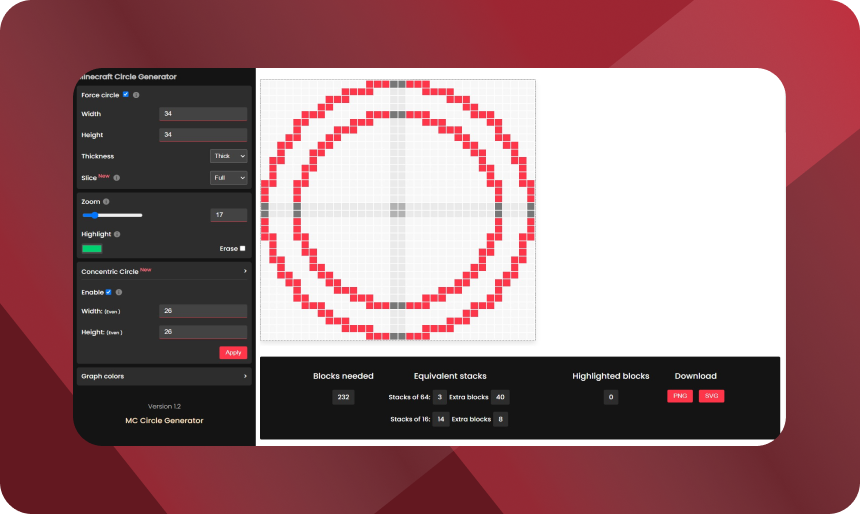 inecraft Circle Generator
Force circle
Width 34
Height 34
Thickness Thick
Slice New Full
Zoom
17
Highlight
Erase
Concentric Circle New
Enable
Width: (Even ) 26
Height: (Even ) 26
Apply
Graph colors
Version 1.2
MC Circle Generator
Blocks needed
232
Equivalent stacks
Stacks of 64: 3 Extra blocks 40
Stacks of 16: 14 Extra blocks 8
Highlighted blocks
0
Download
PNG SVG